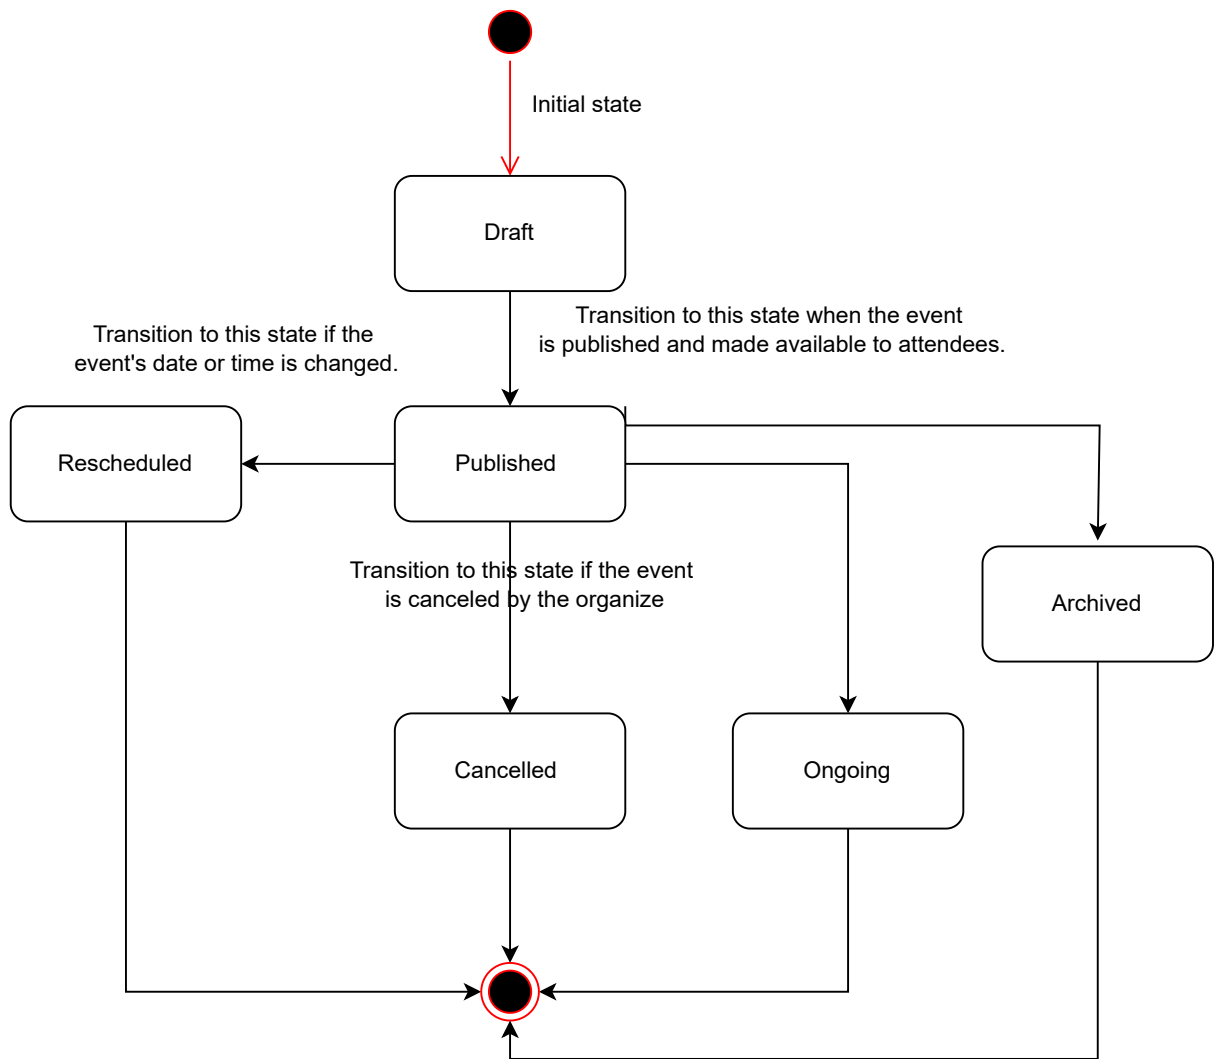 Initial state
Draft
Transition to this state if the
event's date or time is changed.
Transition to this state when the event
is published and made available to attendees.
Rescheduled
Published
Transition to this state if the event
is canceled by the organize
Archived
Cancelled
Ongoing